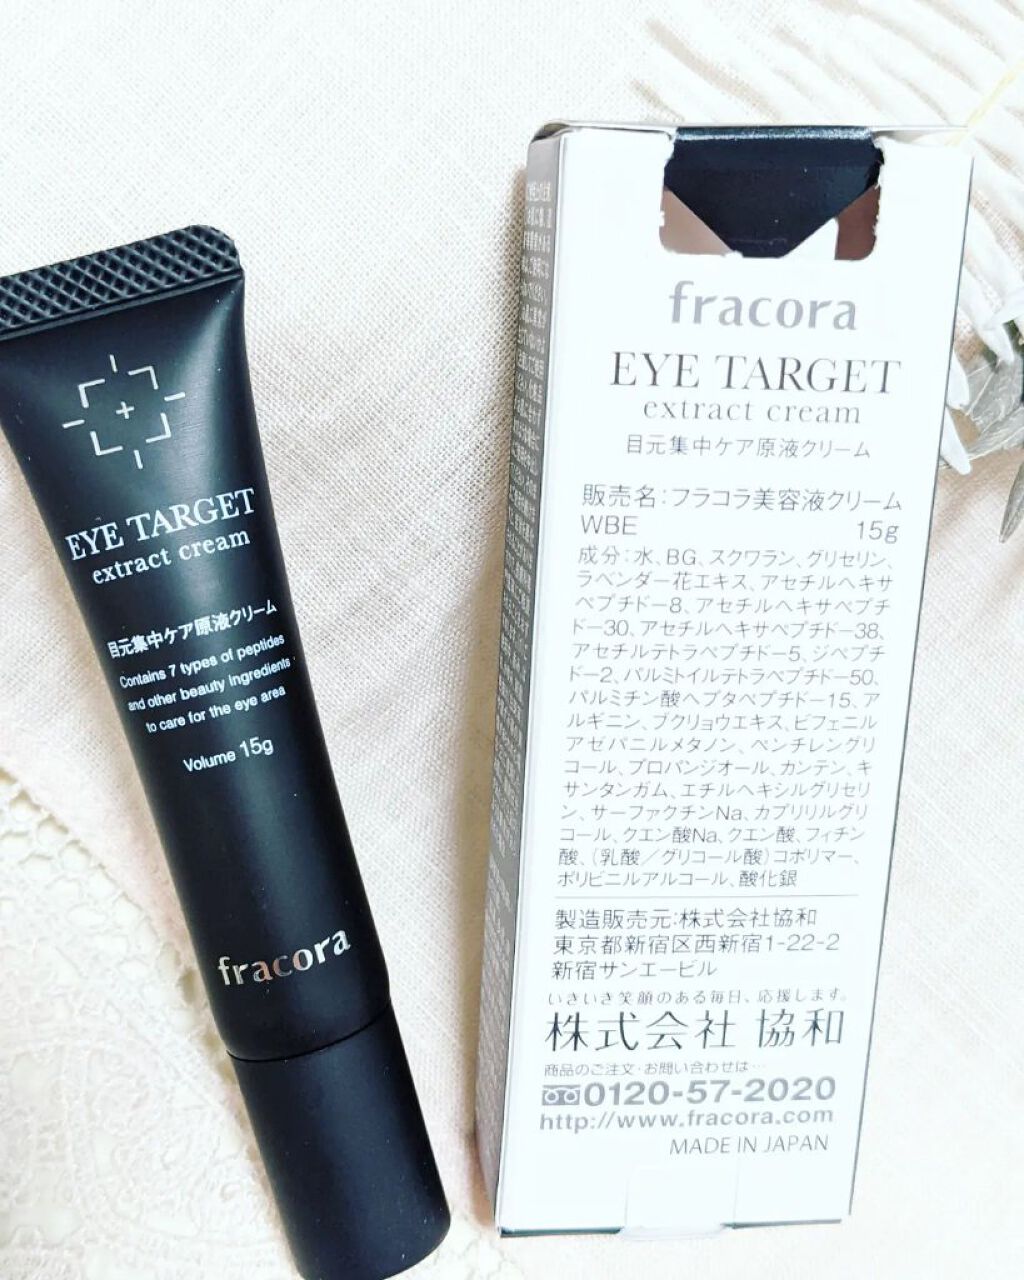 EYE TARGET
extract cream
目元集中ケア原液クリーム
Contains 7 types of peptides
and other beauty ingredients
to care for the eye area
Volume 15g
fracora
fracora
EYE TARGET
extract cream
目元集中ケア原液クリーム
販売名：フラコラ美容液クリーム
WBE 15g
成分：水、BG、スクワラン、グリセリン、
ラベンダー花エキス、アセチルヘキサ
ペプチド-8、アセチルヘキサペプチ
ド-30、アセチルヘキサペプチド-38、
アセチルテトラペプチド-5、ジペプチ
ド-2、パルミトイルテトラペプチド-50、
パルミチン酸ヘプタペプチド-15、ア
ルギニン、ブクリョウエキス、ビフェニル
アゼパニルメタノン、ペンチレングリ
コール、プロパンジオール、カンテン、キ
サンタンガム、エチルヘキシルグリセリ
ン、サーファクチンNa、カプリリルグリ
コール、クエン酸Na、クエン酸、フィチン
酸、（乳酸／グリコール酸）コポリマー、
ポリビニルアルコール、酸化銀
製造販売元：株式会社協和
東京都新宿区西新宿1-22-2
新宿サンエービル
いきいき笑顔のある毎日、応援します。
株式会社 協和
商品のご注文・お問い合わせは…
0120-57-2020
http://www.fracora.com
MADE IN JAPAN